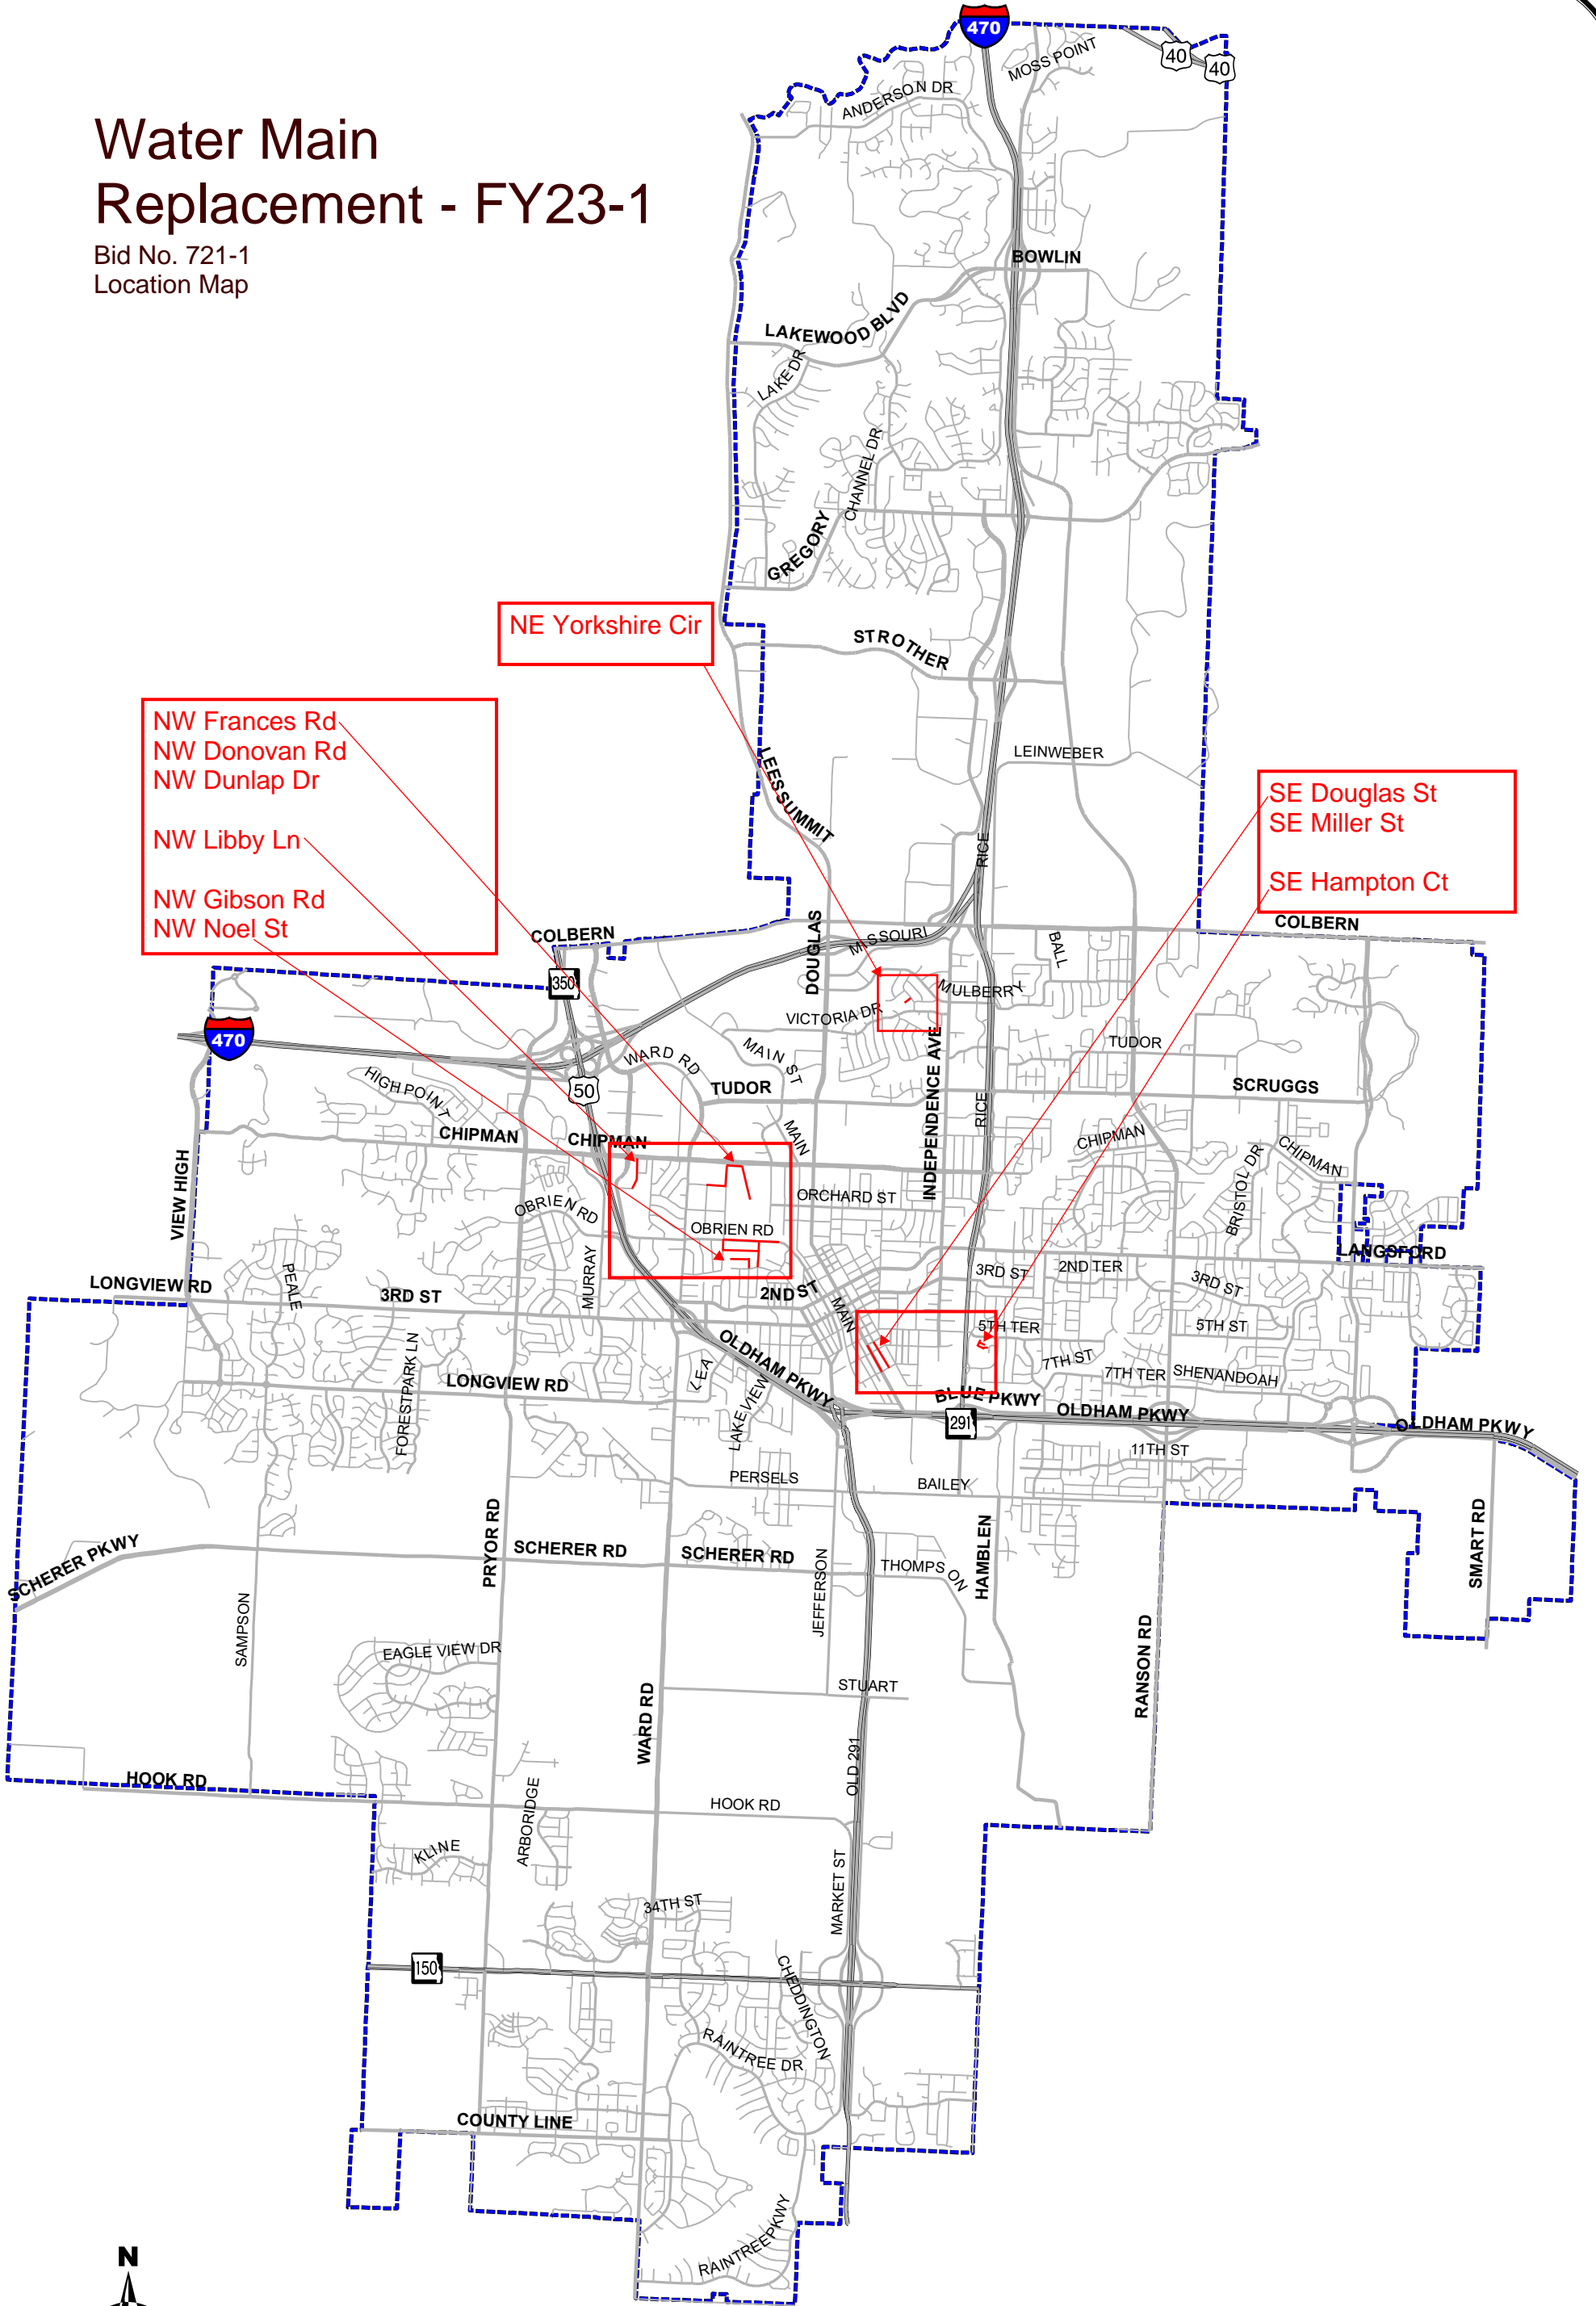 Water Main
Replacement - FY23-1
Bid No. 721-1
Location Map
470
40
40
MOSS POINT
ANDERSON DR
BOWLIN
LAKEWOOD BLVD
LAKE DR
CHANNEL DR
GREGORY
NE Yorkshire Cir
STROTHER
NW Frances Rd
NW Donovan Rd
NW Dunlap Dr
NW Libby Ln
NW Gibson Rd
NW Noel St
LEESSUMMIT
LEINWEBER
SE Douglas St
SE Miller St
SE Hampton Ct
RICE
COLBERN
DOUGLAS
MISSOURI
BALL
COLBERN
350
MULBERRY
VICTORIA DR
470
WARD RD
MAIN ST
TUDOR
INDEPENDENCE AVE
TUDOR
SCRUGGS
HIGH POINT
50
RICE
CHIPMAN
CHIPMAN
MAIN
CHIPMAN
CHIPMAN
BRISTOL DR
VIEW HIGH
OBRIEN RD
ORCHARD ST
OBRIEN RD
LANGSFORD
LONGVIEW RD
PEALE
3RD ST
MURRAY
2ND ST
MAIN
3RD ST
2ND TER
3RD ST
5TH TER
5TH ST
FORESTPARK LN
LONGVIEW RD
LEA
LAKEVIEW
OLDHAM PKWY
7TH ST
7TH TER
SHENANDOAH
BLUE PKWY
291
OLDHAM PKWY
OLDHAM PKWY
11TH ST
PERSELS
BAILEY
SCHERER PKWY
PRYOR RD
SCHERER RD
SCHERER RD
JEFFERSON
THOMPSON
HAMBLEN
SMART RD
SAMPSON
EAGLE VIEW DR
WARD RD
STUART
RANSON RD
OLD 291
HOOK RD
HOOK RD
ARBORIDGE
KLINE
MARKET ST
34TH ST
150
CHEDDINGTON
RAINTREE DR
COUNTY LINE
RAINTREE PKWY
N